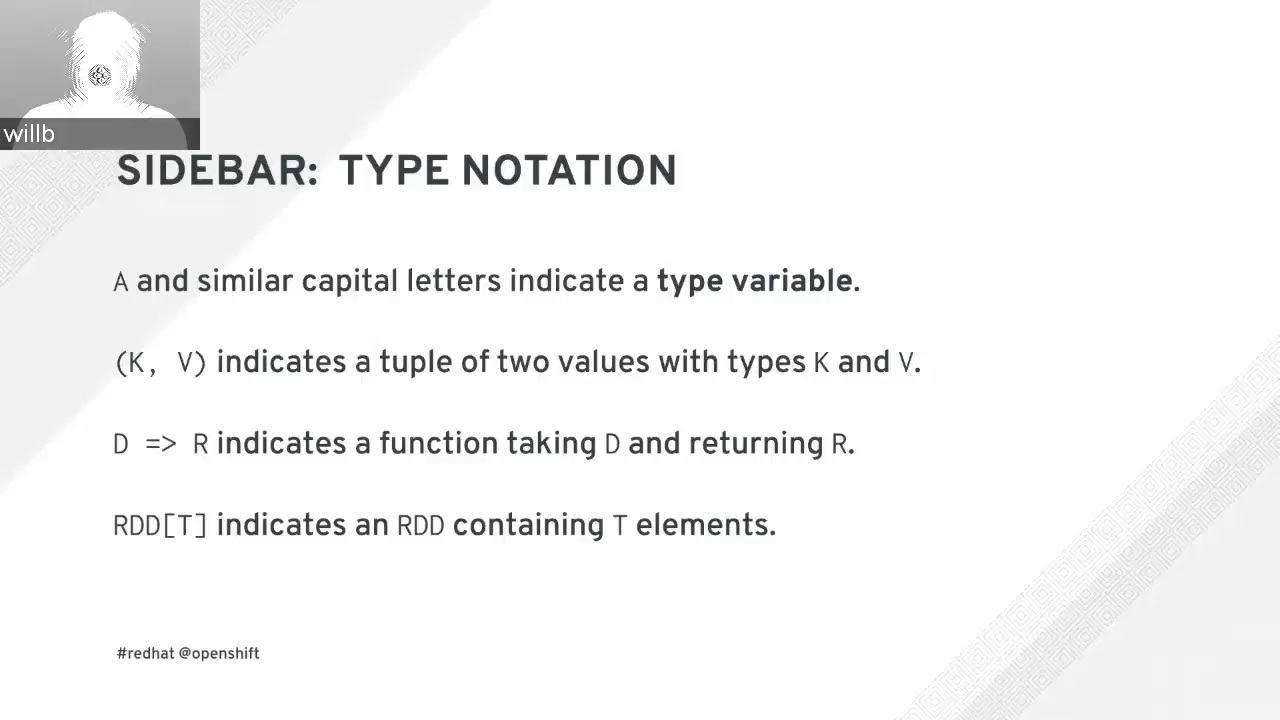 willb
SIDEBAR: TYPE NOTATION
A and similar capital letters indicate a type variable.
(K, V) indicates a tuple of two values with types K and V.
D => R indicates a function taking D and returning R.
RDD[T] indicates an RDD containing T elements.
#redhat @openshift